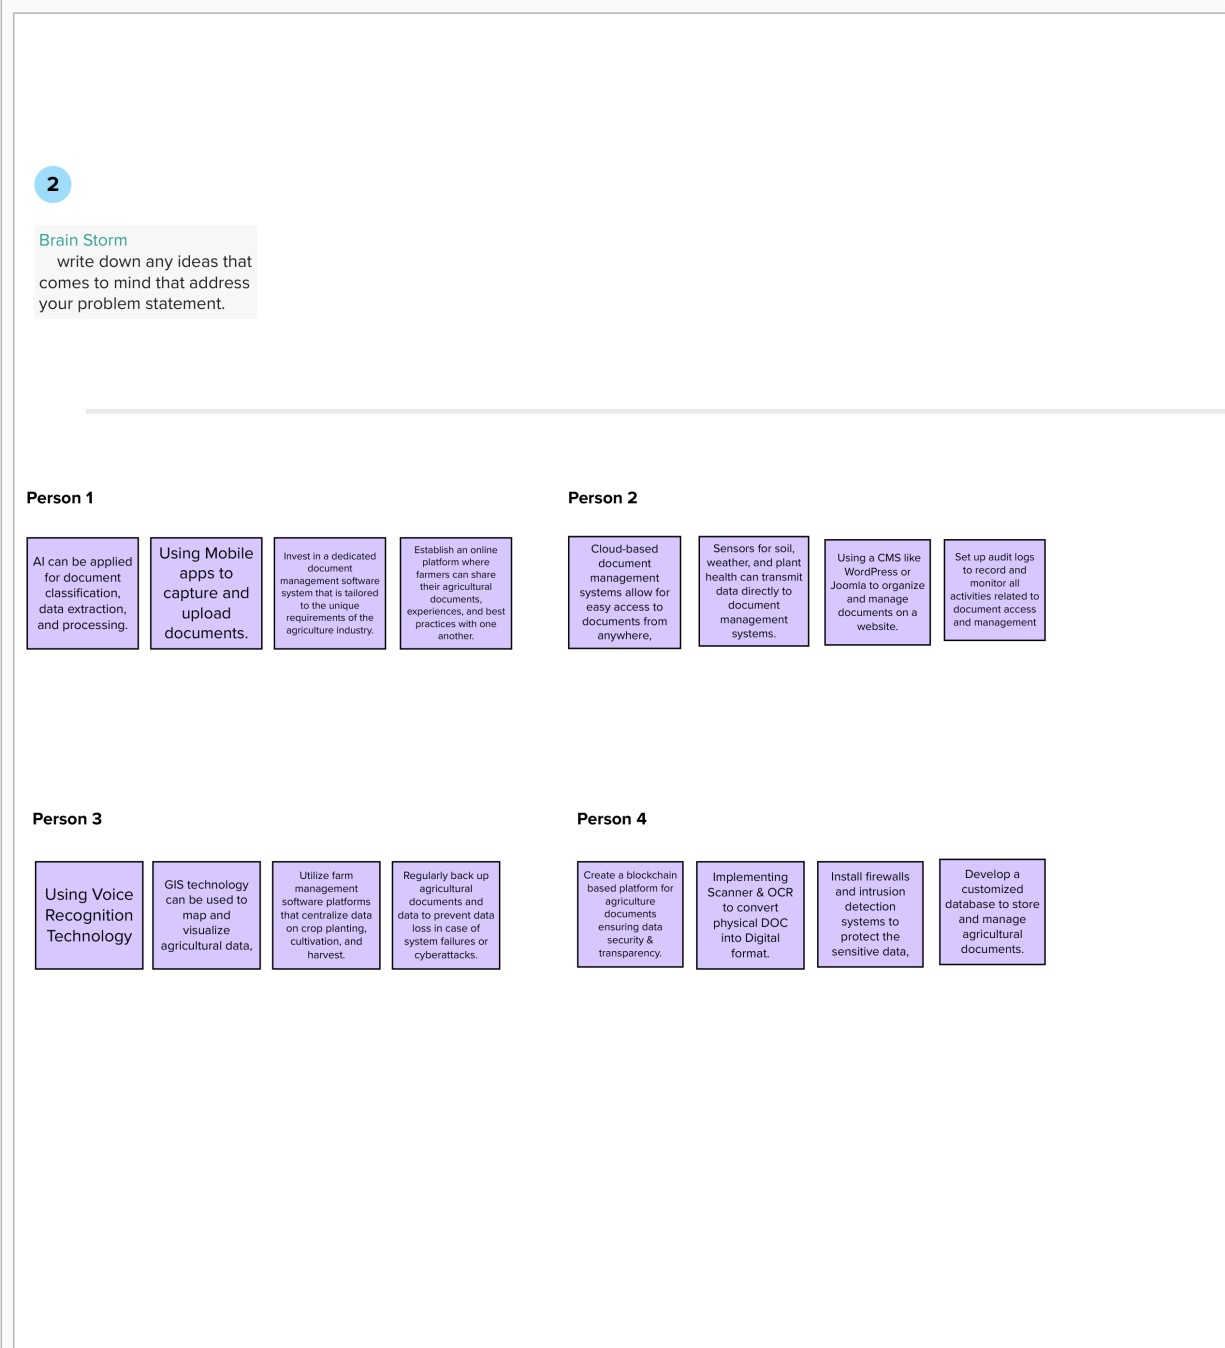 2
Brain Storm
write down any ideas that
comes to mind that address
your problem statement.
Person 1
AI can be applied
for document
classification,
data extraction,
and processing.
Using Mobile
apps to
capture and
upload
documents.
Invest in a dedicated
document
management software
system that is tailored
to the unique
requirements of the
agriculture industry.
Establish an online
platform where
farmers can share
their agricultural
documents,
experiences, and best
practices with one
another.
Person 2
Cloud-based
document
management
systems allow for
easy access to
documents from
anywhere,
Sensors for soil,
weather, and plant
health can transmit
data directly to
document
management
systems.
Using a CMS like
WordPress or
Joomla to organize
and manage
documents on a
website.
Set up audit logs
to record and
monitor all
activities related to
document access
and management
Person 3
Using Voice
Recognition
Technology
GIS technology
can be used to
map and
visualize
agricultural data,
Utilize farm
management
software platforms
that centralize data
on crop planting,
cultivation, and
harvest.
Regularly back up
agricultural
documents and
data to prevent data
loss in case of
system failures or
cyberattacks.
Person 4
Create a blockchain
based platform for
agriculture
documents
ensuring data
security &
transparency.
Implementing
Scanner & OCR
to convert
physical DOC
into Digital
format.
Install firewalls
and intrusion
detection
systems to
protect the
sensitive data,
Develop a
customized
database to store
and manage
agricultural
documents.